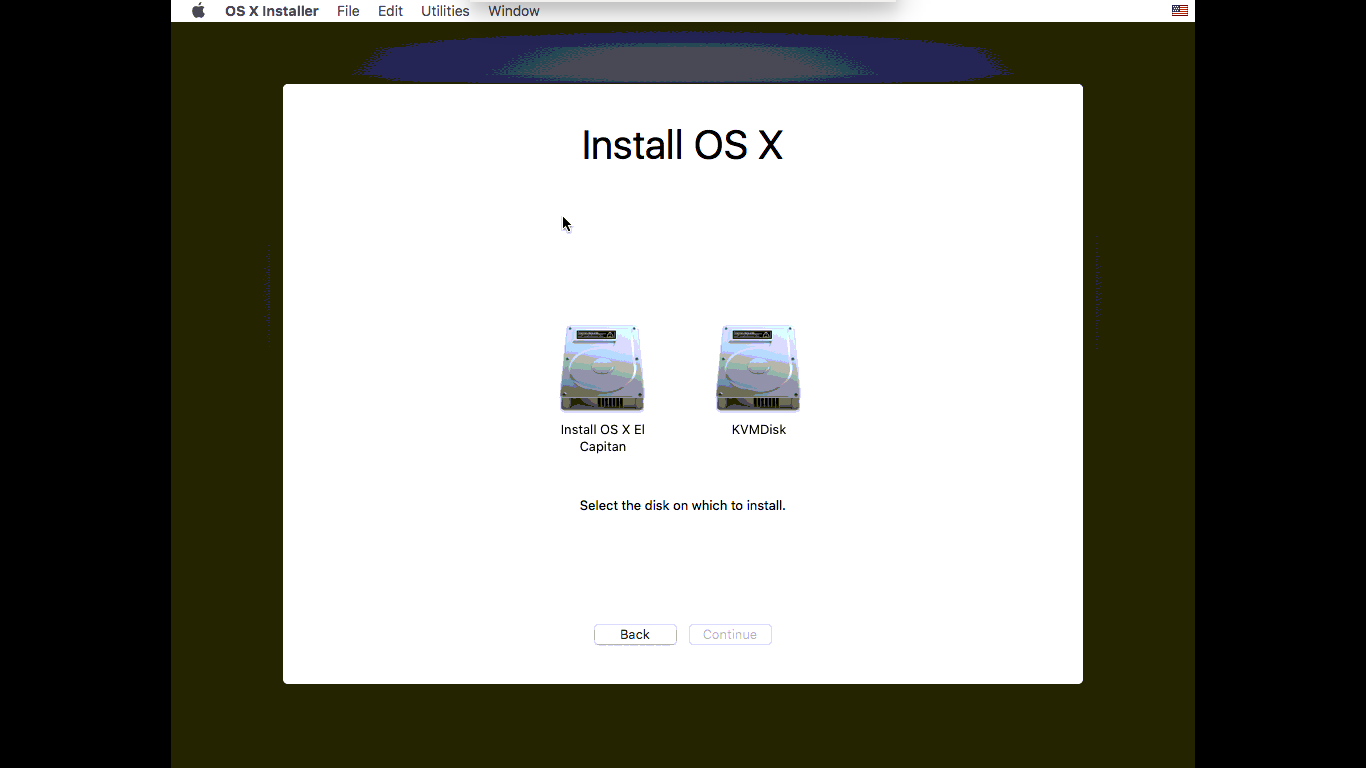 OS X Installer File Edit Utilities Window
Install OS X
Install OS X El
Capitan
KVMDisk
Select the disk on which to install.
Back Continue